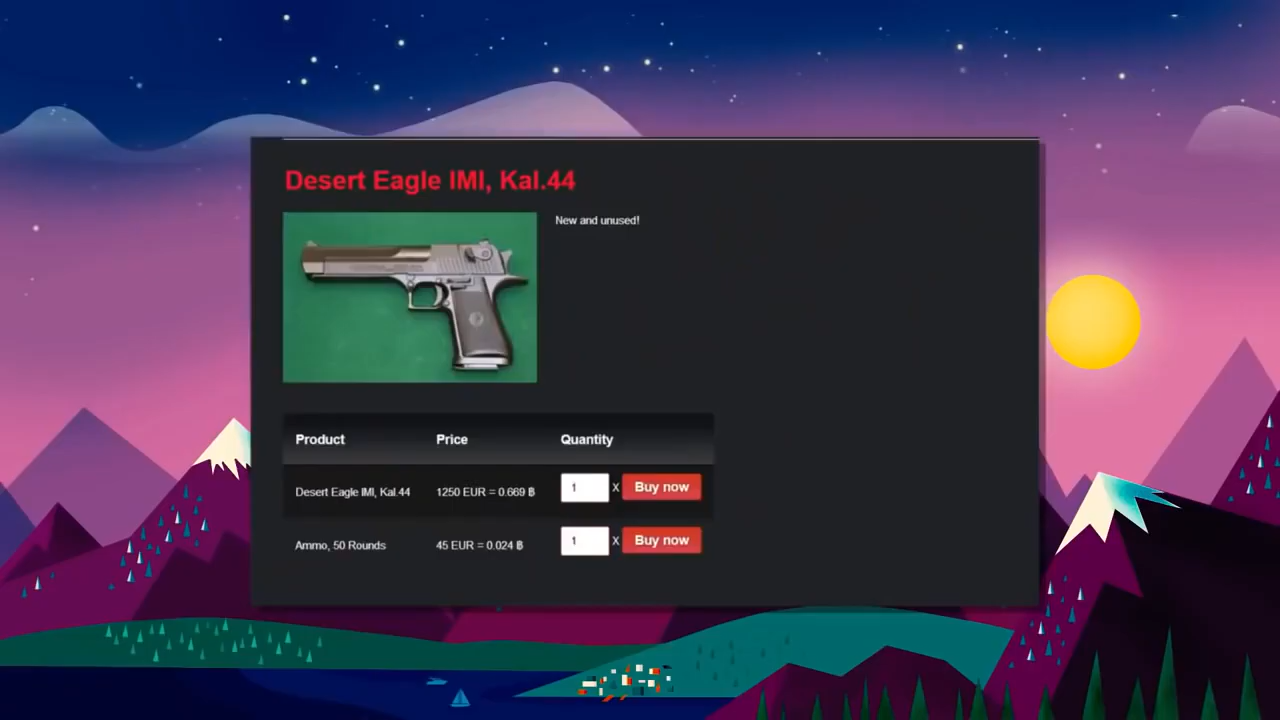 Desert Eagle IMI, Kal.44
New and unused!
Product Price Quantity
Desert Eagle IMI, Kal.44 1250 EUR = 0.669 ฿ 1 X Buy now
Ammo, 50 Rounds 45 EUR = 0.024 ฿ 1 X Buy now